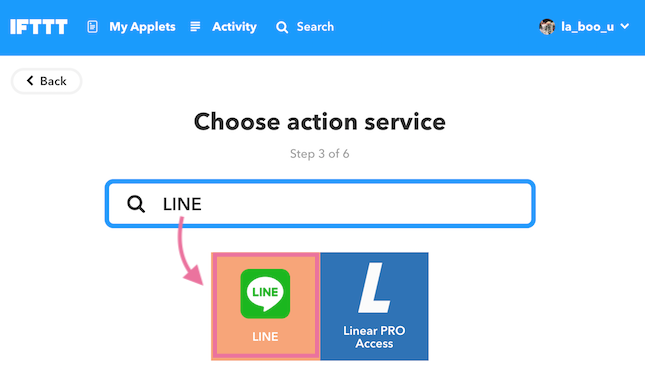 IFTTT My Applets Activity Search la_boo_u
Back
Choose action service
Step 3 of 6
LINE
LINE
LINE
L
Linear PRO
Access